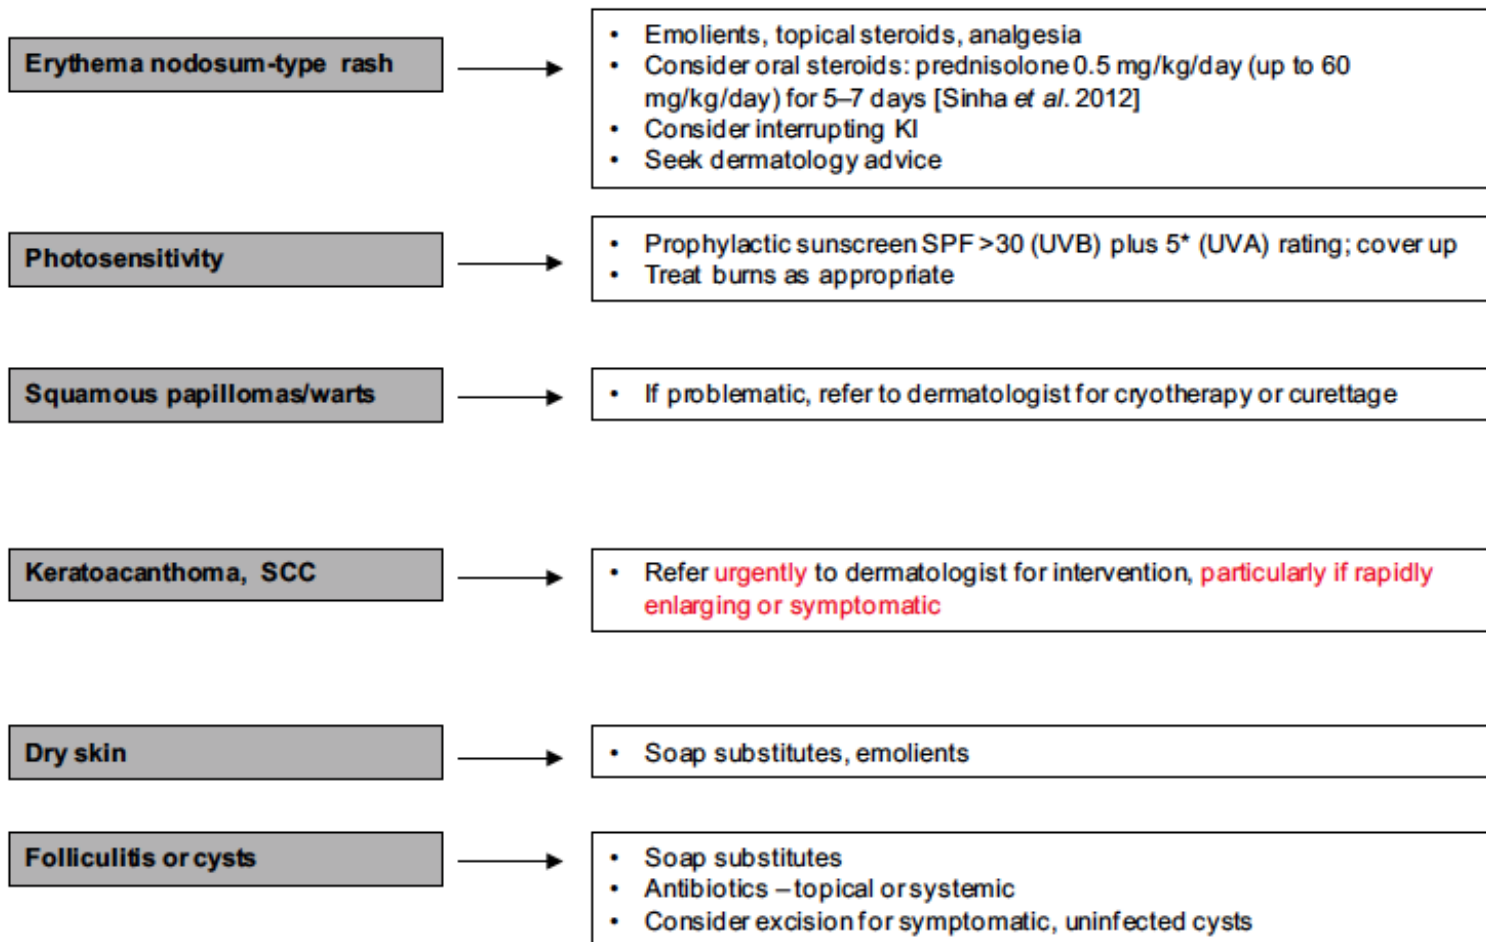 Erythema nodosum-type rash
• Emolients, topical steroids, analgesia
• Consider oral steroids: prednisolone 0.5 mg/kg/day (up to 60
mg/kg/day) for 5–7 days [Sinha et al. 2012]
• Consider interrupting KI
• Seek dermatology advice
Photosensitivity
• Prophylactic sunscreen SPF >30 (UVB) plus 5* (UVA) rating; cover up
• Treat burns as appropriate
Squamous papillomas/warts
• If problematic, refer to dermatologist for cryotherapy or curettage
Keratoacanthoma, SCC
• Refer urgently to dermatologist for intervention, particularly if rapidly
enlarging or symptomatic
Dry skin
• Soap substitutes, emolients
Folliculitis or cysts
• Soap substitutes
• Antibiotics – topical or systemic
• Consider excision for symptomatic, uninfected cysts